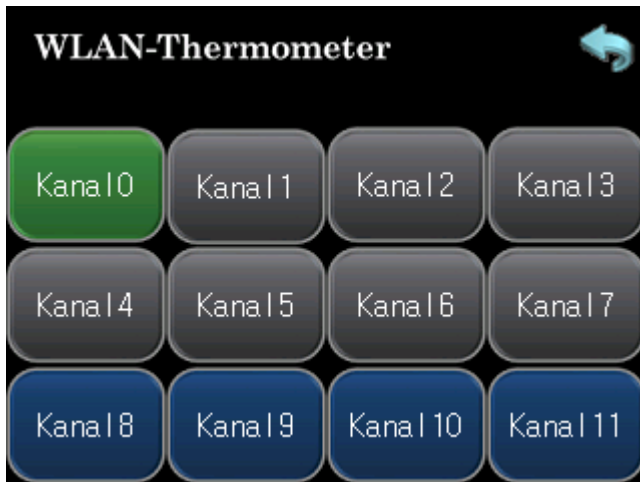 WLAN-Thermometer
Kanal0 Kanal1 Kanal2 Kanal3
Kanal4 Kanal5 Kanal6 Kanal7
Kanal8 Kanal9 Kanal10 Kanal11